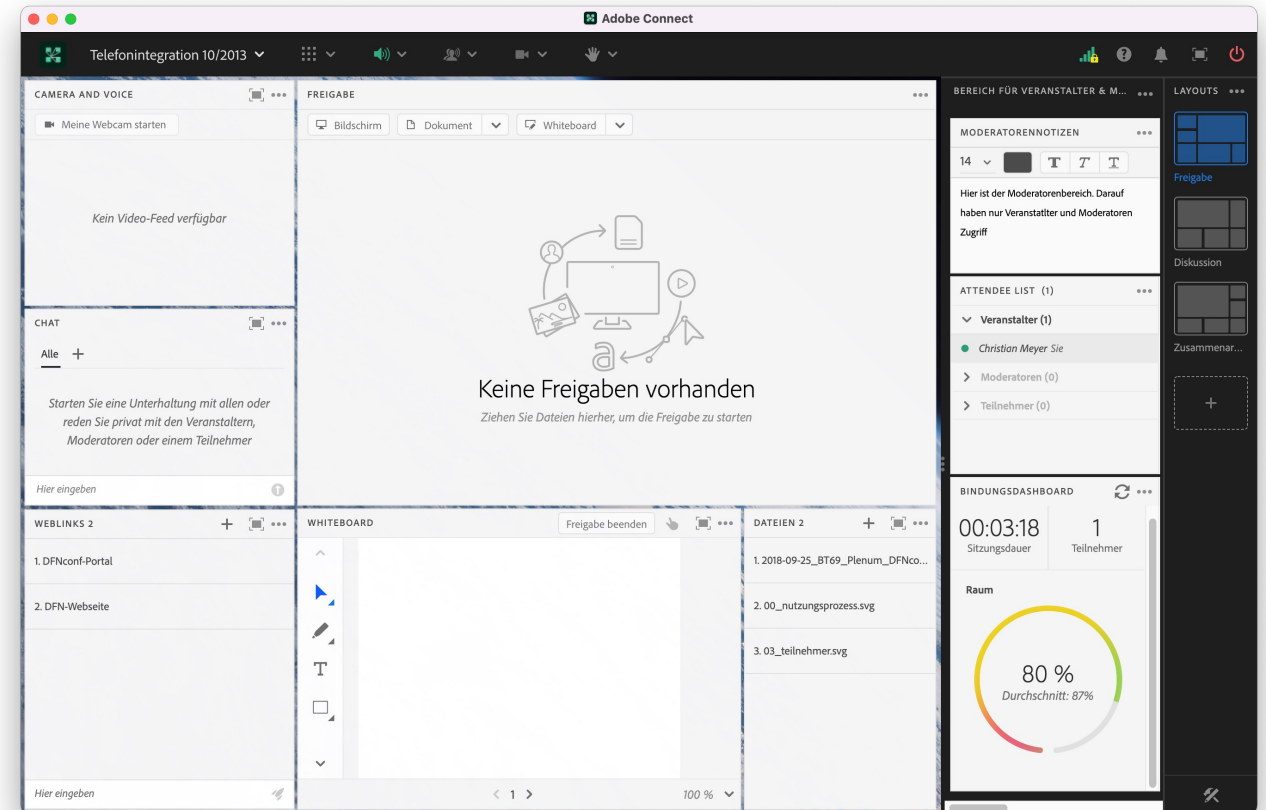 Adobe Connect
Telefonintegration 10/2013
CAMERA AND VOICE
Meine Webcam starten
Kein Video-Feed verfügbar
CHAT
Alle
Starten Sie eine Unterhaltung mit allen oder
reden Sie privat mit den Veranstaltern,
Moderatoren oder einem Teilnehmer
Hier eingeben
WEBLINKS 2
1. DFNconf-Portal
2. DFN-Webseite
Hier eingeben
FREIGABE
Bildschirm
Dokument
Whiteboard
a
Keine Freigaben vorhanden
Ziehen Sie Dateien hierher, um die Freigabe zu starten
WHITEBOARD
Freigabe beenden
T
1
100 %
DATEIEN 2
1. 2018-09-25_BT69_Plenum_DFNco...
2. 00_nutzungsprozess.svg
3. 03_teilnehmer.svg
BEREICH FÜR VERANSTALTER & M...
MODERATORENNOTIZEN
14
T T T
Hier ist der Moderatorenbereich. Darauf
haben nur Veranstatlter und Moderatoren
Zugriff
ATTENDEE LIST (1)
Veranstalter (1)
Christian Meyer Sie
Moderatoren (0)
Teilnehmer (0)
BINDUNGSDASHBOARD
00:03:18
Sitzungsdauer
1
Teilnehmer
Raum
80 %
Durchschnitt: 87%
LAYOUTS
Freigabe
Diskussion
Zusammenar...